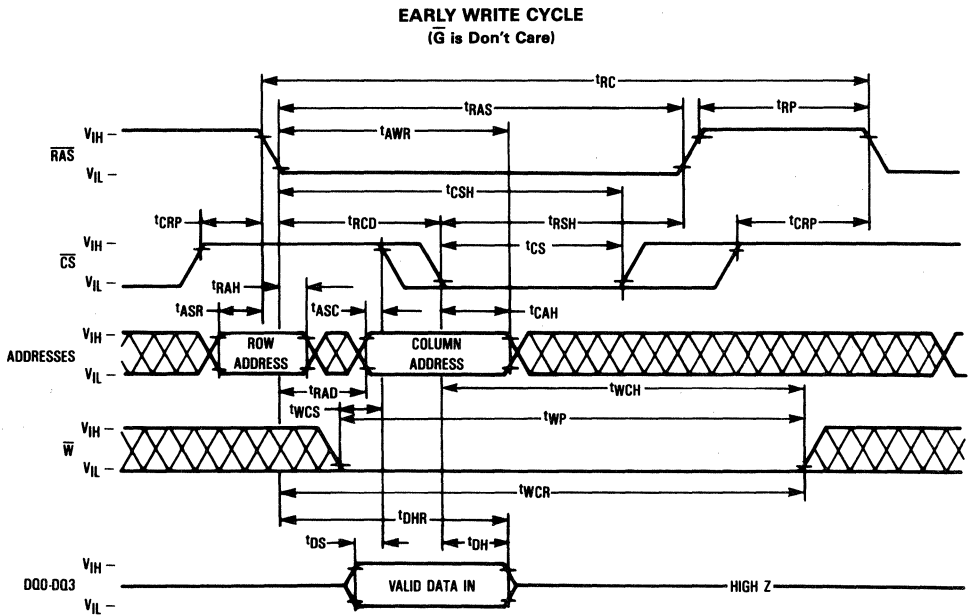 EARLY WRITE CYCLE
(G̅ is Don't Care)
tRC
tRAS
tRP
tAWR
VIH
R̅A̅S̅
VIL
tCSH
tCRP
tRCD
tRSH
tCRP
VIH
C̅S̅
tCS
VIL
tRAH
tASR
tASC
tCAH
VIH
ADDRESSES
ROW ADDRESS
COLUMN ADDRESS
VIL
tRAD
tWCH
tWCS
tWP
VIH
W̅
VIL
tWCR
tDHR
tDS
tDH
VIH
DQ0-DQ3
VALID DATA IN
HIGH Z
VIL